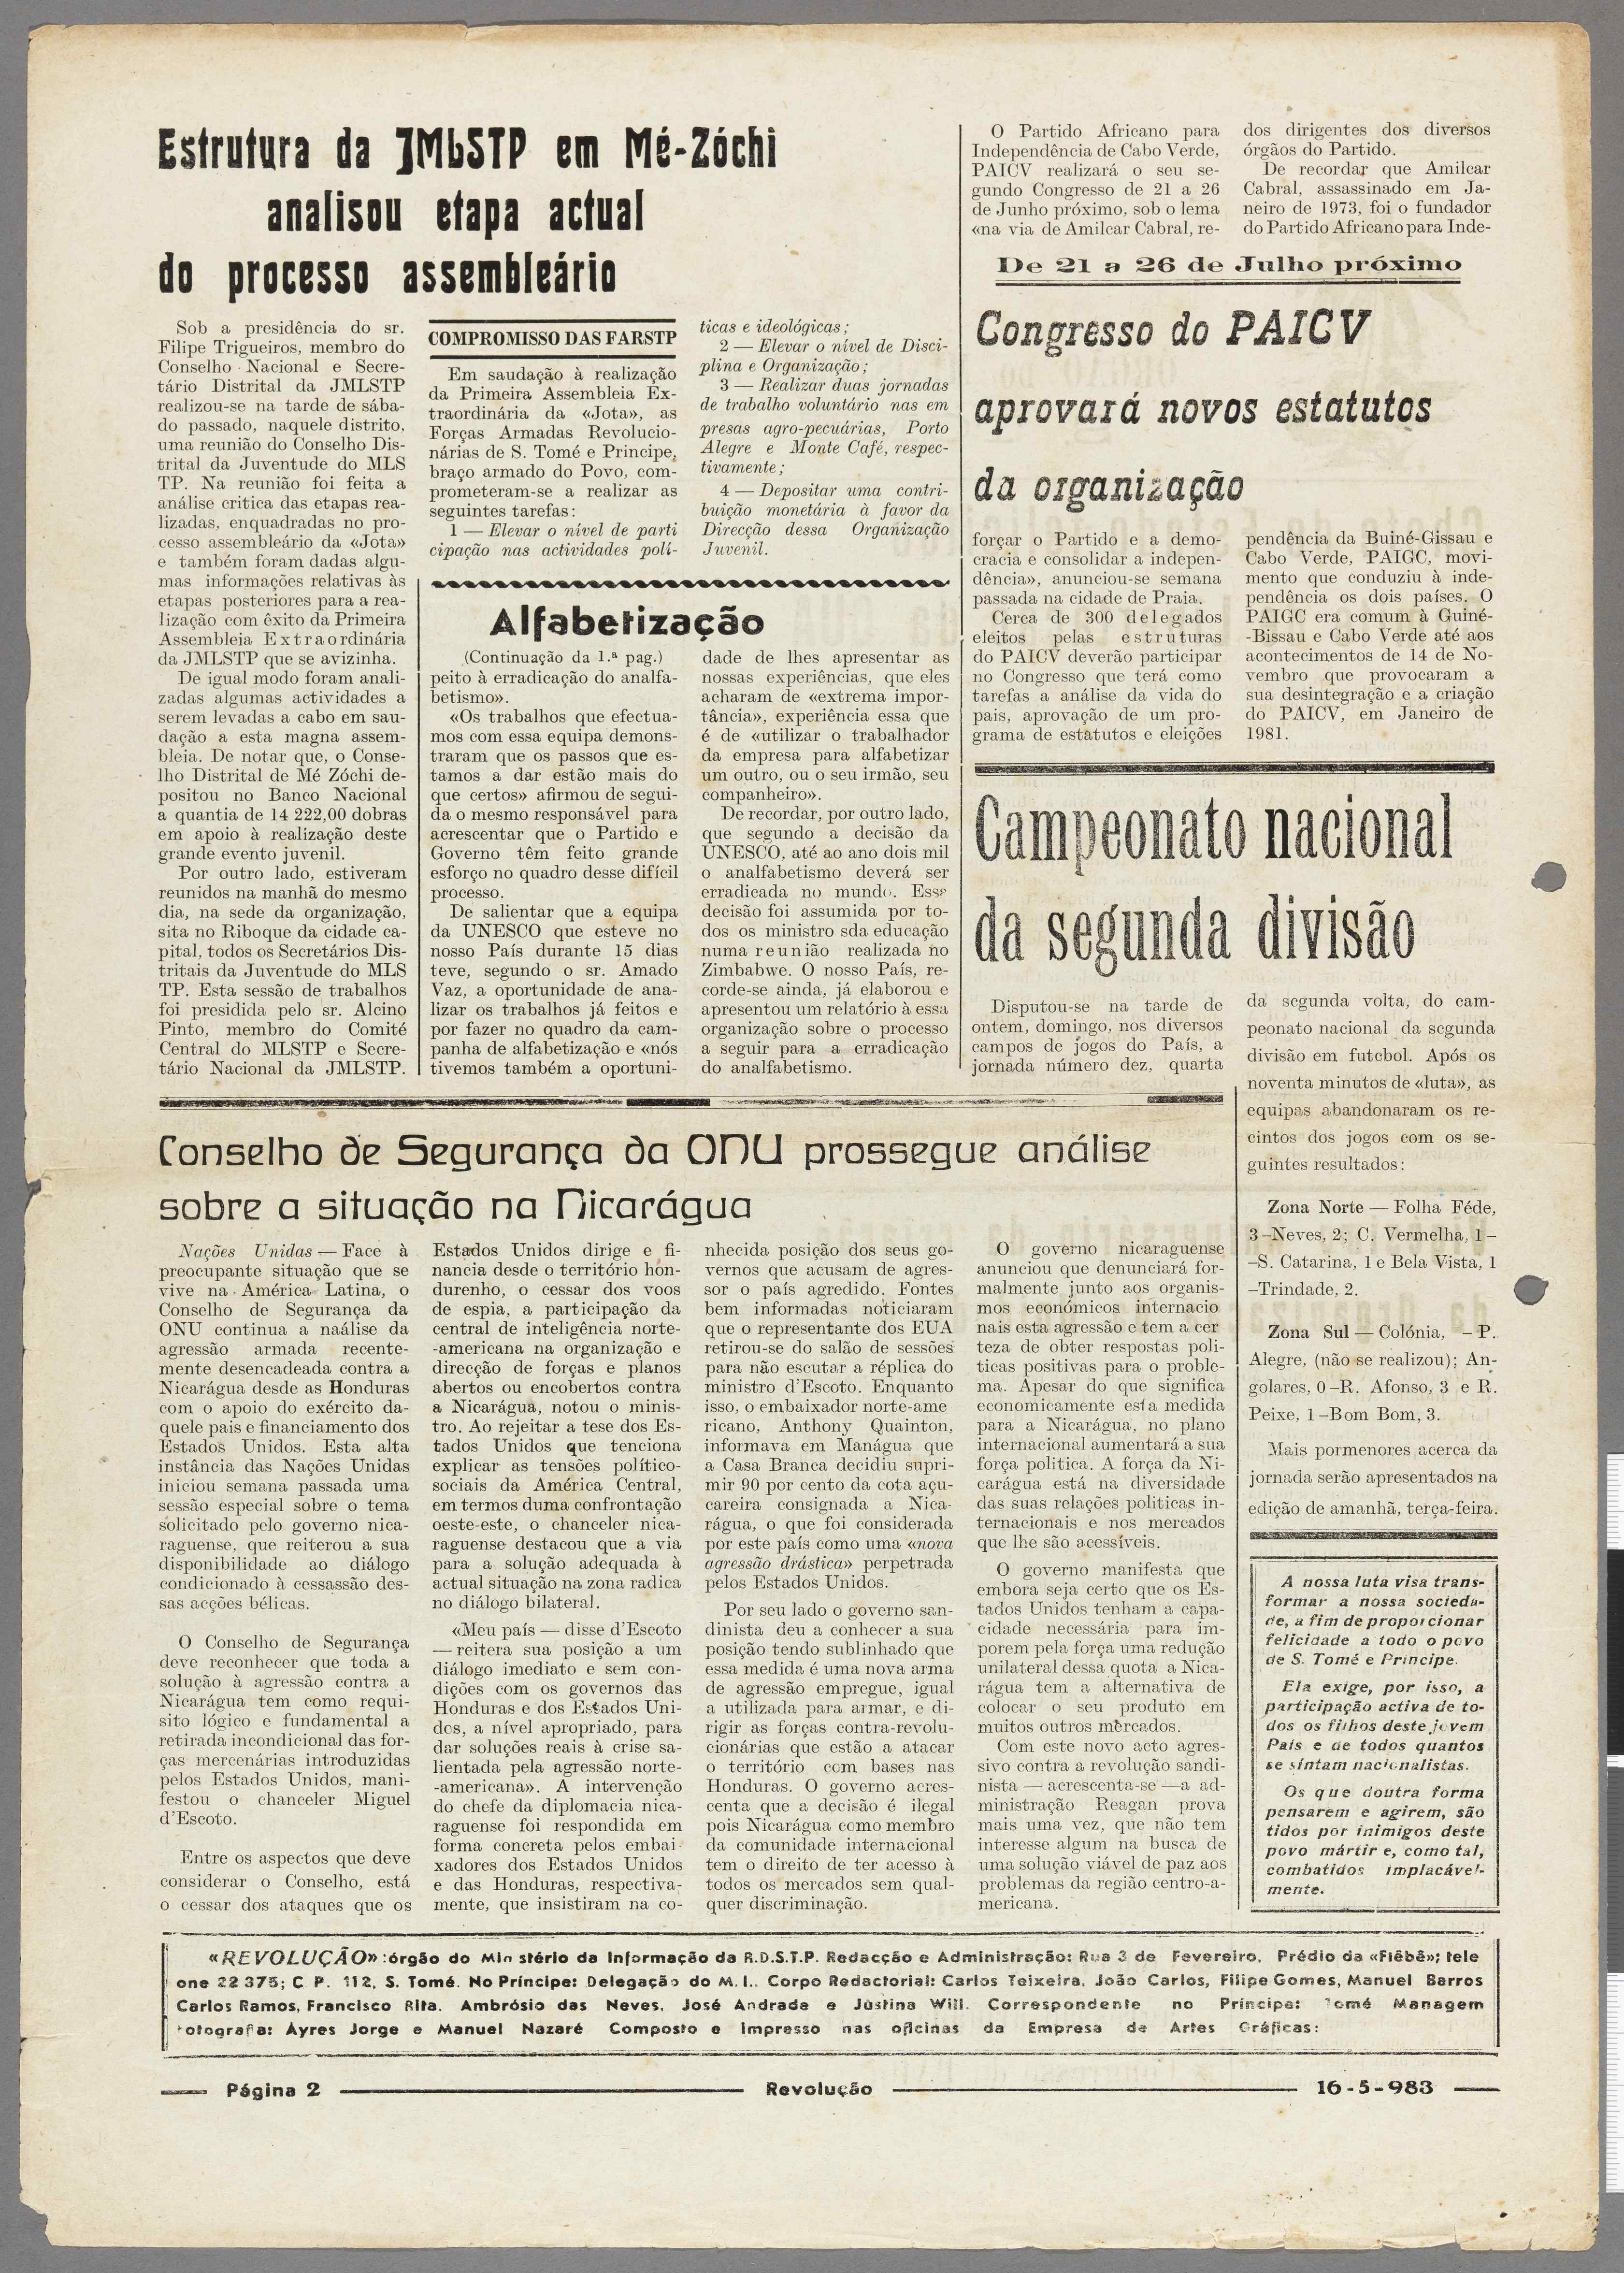 Estrutura da JMLSTP em Mé-Zóchi
analisou etapa actual
do processo assembleário
Sob a presidência do sr.
Filipe Trigueiros, membro do
Conselho Nacional e Secre-
tário Distrital da JMLSTP
realizou-se na tarde de sába-
do passado, naquele distrito,
uma reunião do Conselho Dis-
trital da Juventude do MLS
TP. Na reunião foi feita a
análise critica das etapas rea-
lizadas, enquadradas no pro-
cesso assembleário da «Jota»
e também foram dadas algu-
mas informações relativas às
etapas posteriores para a rea-
lização com êxito da Primeira
Assembleia Extraordinária
da JMLSTP que se avizinha.
De igual modo foram anali-
zadas algumas actividades a
serem levadas a cabo em sau-
dação a esta magna assem-
bleia. De notar que, o Conse-
lho Distrital de Mé Zóchi de-
positou no Banco Nacional
a quantia de 14 222,00 dobras
em apoio à realização deste
grande evento juvenil.
Por outro lado, estiveram
reunidos na manhã do mesmo
dia, na sede da organização,
sita no Riboque da cidade ca-
pital, todos os Secretários Dis-
tritais da Juventude do MLS
TP. Esta sessão de trabalhos
foi presidida pelo sr. Alcino
Pinto, membro do Comité
Central do MLSTP e Secre-
tário Nacional da JMLSTP.
COMPROMISSO DAS FARSTP
Em saudação à realização
da Primeira Assembleia Ex-
traordinária da «Jota», as
Forças Armadas Revolucio-
nárias de S. Tomé e Principe,
braço armado do Povo, com-
prometeram-se a realizar as
seguintes tarefas:
1 — Elevar o nível de parti
cipação nas actividades polí-
ticas e ideológicas;
2 — Elevar o nível de Disci-
plina e Organização;
3 — Realizar duas jornadas
de trabalho voluntário nas em
presas agro-pecuárias, Porto
Alegre e Monte Café, respec-
tivamente;
4 — Depositar uma contri-
buição monetária à favor da
Direcção dessa Organização
Juvenil.
Alfabetização
(Continuação da 1.ª pag.)
peito à erradicação do analfa-
betismo».
«Os trabalhos que efectua-
mos com essa equipa demons-
traram que os passos que es-
tamos a dar estão mais do
que certos» afirmou de segui-
da o mesmo responsável para
acrescentar que o Partido e
Governo têm feito grande
esforço no quadro desse difícil
processo.
De salientar que a equipa
da UNESCO que esteve no
nosso País durante 15 dias
teve, segundo o sr. Amado
Vaz, a oportunidade de ana-
lizar os trabalhos já feitos e
por fazer no quadro da cam-
panha de alfabetização e «nós
tivemos também a oportuni-
dade de lhes apresentar as
nossas experiências, que eles
acharam de «extrema impor-
tância», experiência essa que
é de «utilizar o trabalhador
da empresa para alfabetizar
um outro, ou o seu irmão, seu
companheiro».
De recordar, por outro lado,
que segundo a decisão da
UNESCO, até ao ano dois mil
o analfabetismo deverá ser
erradicada no mundo. Essa
decisão foi assumida por to-
dos os ministro sda educação
numa reunião realizada no
Zimbabwe. O nosso País, re-
corde-se ainda, já elaborou e
apresentou um relatório à essa
organização sobre o processo
a seguir para a erradicação
do analfabetismo.
O Partido Africano para
Independência de Cabo Verde,
PAICV realizará o seu se-
gundo Congresso de 21 a 26
de Junho próximo, sob o lema
«na via de Amilcar Cabral, re-
dos dirigentes dos diversos
órgãos do Partido.
De recordar que Amilcar
Cabral, assassinado em Ja-
neiro de 1973, foi o fundador
do Partido Africano para Inde-
De 21 a 26 de Julho próximo
Congresso do PAICV
aprovará novos estatutos
da organização
forçar o Partido e a demo-
cracia e consolidar a indepen-
dência», anunciou-se semana
passada na cidade de Praia.
Cerca de 300 delegados
eleitos pelas estruturas
do PAICV deverão participar
no Congresso que terá como
tarefas a análise da vida do
pais, aprovação de um pro-
grama de estatutos e eleições
pendência da Buiné-Gissau e
Cabo Verde, PAIGC, movi-
mento que conduziu à inde-
pendência os dois países. O
PAIGC era comum à Guiné-
-Bissau e Cabo Verde até aos
acontecimentos de 14 de No-
vembro que provocaram a
sua desintegração e a criação
do PAICV, em Janeiro de
1981.
Campeonato nacional
da segunda divisão
Disputou-se na tarde de
ontem, domingo, nos diversos
campos de jogos do País, a
jornada número dez, quarta
da segunda volta, do cam-
peonato nacional da segunda
divisão em futebol. Após os
noventa minutos de «luta», as
equipas abandonaram os re-
cintos dos jogos com os se-
guintes resultados:
Zona Norte — Folha Féde,
3–Neves, 2; C. Vermelha, 1–
–S. Catarina, 1 e Bela Vista, 1
–Trindade, 2.
Zona Sul — Colónia, – P.
Alegre, (não se realizou); An-
golares, 0–R. Afonso, 3 e R.
Peixe, 1–Bom Bom, 3.
Mais pormenores acerca da
jornada serão apresentados na
edição de amanhã, terça-feira.
Conselho de Segurança da ONU prossegue análise
sobre a situação na Nicarágua
Nações Unidas — Face à
preocupante situação que se
vive na América Latina, o
Conselho de Segurança da
ONU continua a naálise da
agressão armada recente-
mente desencadeada contra a
Nicarágua desde as Honduras
com o apoio do exército da-
quele pais e financiamento dos
Estados Unidos. Esta alta
instância das Nações Unidas
iniciou semana passada uma
sessão especial sobre o tema
solicitado pelo governo nica-
raguense, que reiterou a sua
disponibilidade ao diálogo
condicionado à cessassão des-
sas acções bélicas.
O Conselho de Segurança
deve reconhecer que toda a
solução à agressão contra a
Nicarágua tem como requi-
sito lógico e fundamental a
retirada incondicional das for-
ças mercenárias introduzidas
pelos Estados Unidos, mani-
festou o chanceler Miguel
d'Escoto.
Entre os aspectos que deve
considerar o Conselho, está
o cessar dos ataques que os
Estados Unidos dirige e fi-
nancia desde o território hon-
durenho, o cessar dos voos
de espia, a participação da
central de inteligência norte-
-americana na organização e
direcção de forças e planos
abertos ou encobertos contra
a Nicarágua, notou o minis-
tro. Ao rejeitar a tese dos Es-
tados Unidos que tenciona
explicar as tensões político-
sociais da América Central,
em termos duma confrontação
oeste-este, o chanceler nica-
raguense destacou que a via
para a solução adequada à
actual situação na zona radica
no diálogo bilateral.
«Meu país — disse d'Escoto
— reitera sua posição a um
diálogo imediato e sem con-
dições com os governos das
Honduras e dos Estados Uni-
dos, a nível apropriado, para
dar soluções reais à crise sa-
lientada pela agressão norte-
-americana». A intervenção
do chefe da diplomacia nica-
raguense foi respondida em
forma concreta pelos embai-
xadores dos Estados Unidos
e das Honduras, respectiva-
mente, que insistiram na co-
nhecida posição dos seus go-
vernos que acusam de agres-
sor o país agredido. Fontes
bem informadas noticiaram
que o representante dos EUA
retirou-se do salão de sessões
para não escutar a réplica do
ministro d'Escoto. Enquanto
isso, o embaixador norte-ame
ricano, Anthony Quainton,
informava em Manágua que
a Casa Branca decidiu supri-
mir 90 por cento da cota açu-
careira consignada a Nica-
rágua, o que foi considerada
por este país como uma «nova
agressão drástica» perpetrada
pelos Estados Unidos.
Por seu lado o governo san-
dinista deu a conhecer a sua
posição tendo sublinhado que
essa medida é uma nova arma
de agressão empregue, igual
a utilizada para armar, e di-
rigir as forças contra-revolu-
cionárias que estão a atacar
o território com bases nas
Honduras. O governo acres-
centa que a decisão é ilegal
pois Nicarágua como membro
da comunidade internacional
tem o direito de ter acesso à
todos os mercados sem qual-
quer discriminação.
O governo nicaraguense
anunciou que denunciará for-
malmente junto aos organis-
mos económicos internacio
nais esta agressão e tem a cer
teza de obter respostas poli-
ticas positivas para o proble-
ma. Apesar do que significa
economicamente esta medida
para a Nicarágua, no plano
internacional aumentará a sua
força politica. A força da Ni-
carágua está na diversidade
das suas relações politicas in-
ternacionais e nos mercados
que lhe são acessíveis.
O governo manifesta que
embora seja certo que os Es-
tados Unidos tenham a capa-
cidade necessária para im-
porem pela força uma redução
unilateral dessa quota a Nica-
rágua tem a alternativa de
colocar o seu produto em
muitos outros mercados.
Com este novo acto agres-
sivo contra a revolução sandi-
nista — acrescenta-se —a ad-
ministração Reagan prova
mais uma vez, que não tem
interesse algum na busca de
uma solução viável de paz aos
problemas da região centro-a-
mericana.
A nossa luta visa trans-
formar a nossa socieda-
de, a fim de proporcionar
felicidade a todo o povo
de S. Tomé e Príncipe.
Ela exige, por isso, a
participação activa de to-
dos os filhos deste jovem
País e de todos quantos
se sintam nacionalistas.
Os que doutra forma
pensarem e agirem, são
tidos por inimigos deste
povo mártir e, como tal,
combatidos implacável-
mente.
«REVOLUÇÃO» :órgão do Ministério da Informação da R.D.S.T.P. Redacção e Administração: Rua 3 de Fevereiro, Prédio da «Flêbê»; tele
one 22 375; C P. 112, S. Tomé. No Príncipe: Delegação do M. I.. Corpo Redactorial: Carlos Teixeira, João Carlos, Filipe Gomes, Manuel Barros
Carlos Ramos, Francisco Rita, Ambrósio das Neves, José Andrade e Justina Will. Correspondente no Príncipe: Tomé Managem
otografia: Ayres Jorge e Manuel Nazaré Composto e impresso nas oficinas da Empresa de Artes Gráficas:
Página 2 Revolução 16-5-983